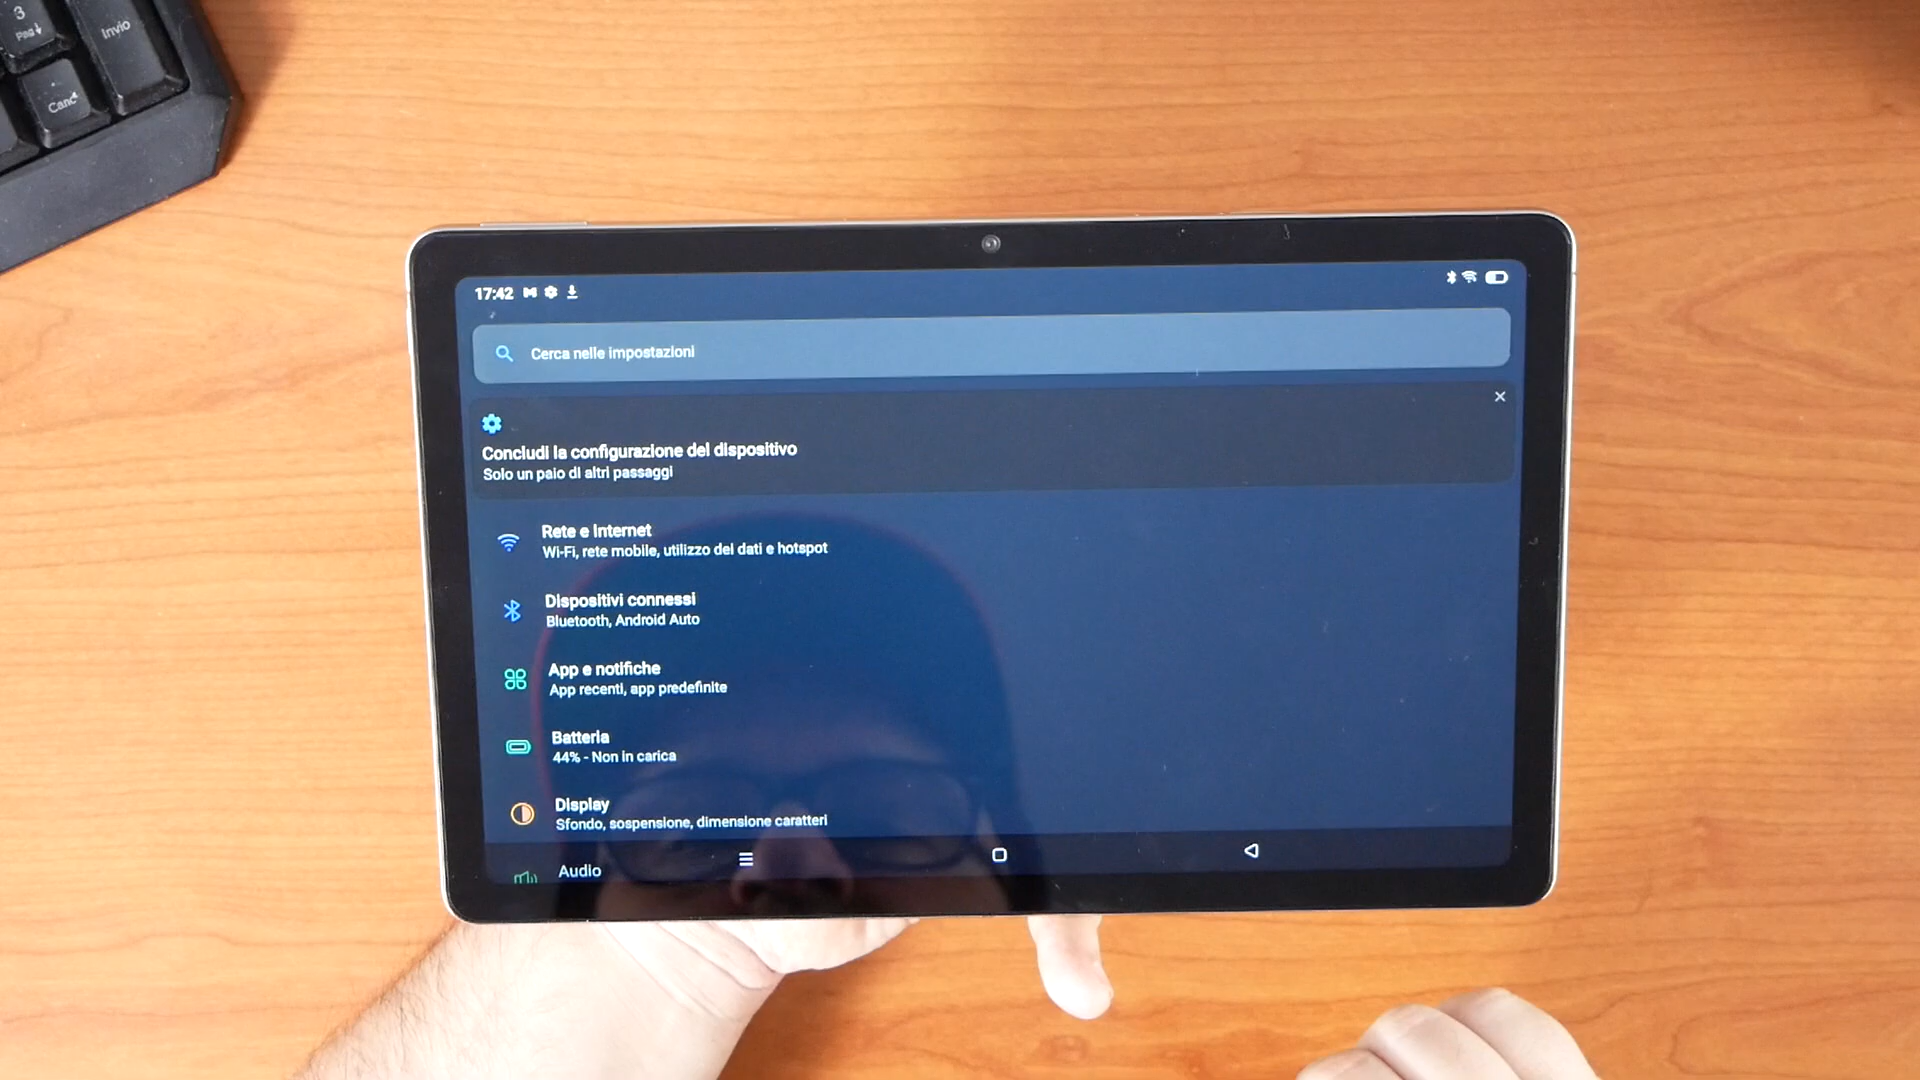 3
Pag
Invio
Canc
17:42
Cerca nelle impostazioni
Concludi la configurazione del dispositivo
Solo un paio di altri passaggi
Rete e Internet
Wi-Fi, rete mobile, utilizzo dei dati e hotspot
Dispositivi connessi
Bluetooth, Android Auto
App e notifiche
App recenti, app predefinite
Batteria
44% - Non in carica
Display
Sfondo, sospensione, dimensione caratteri
Audio